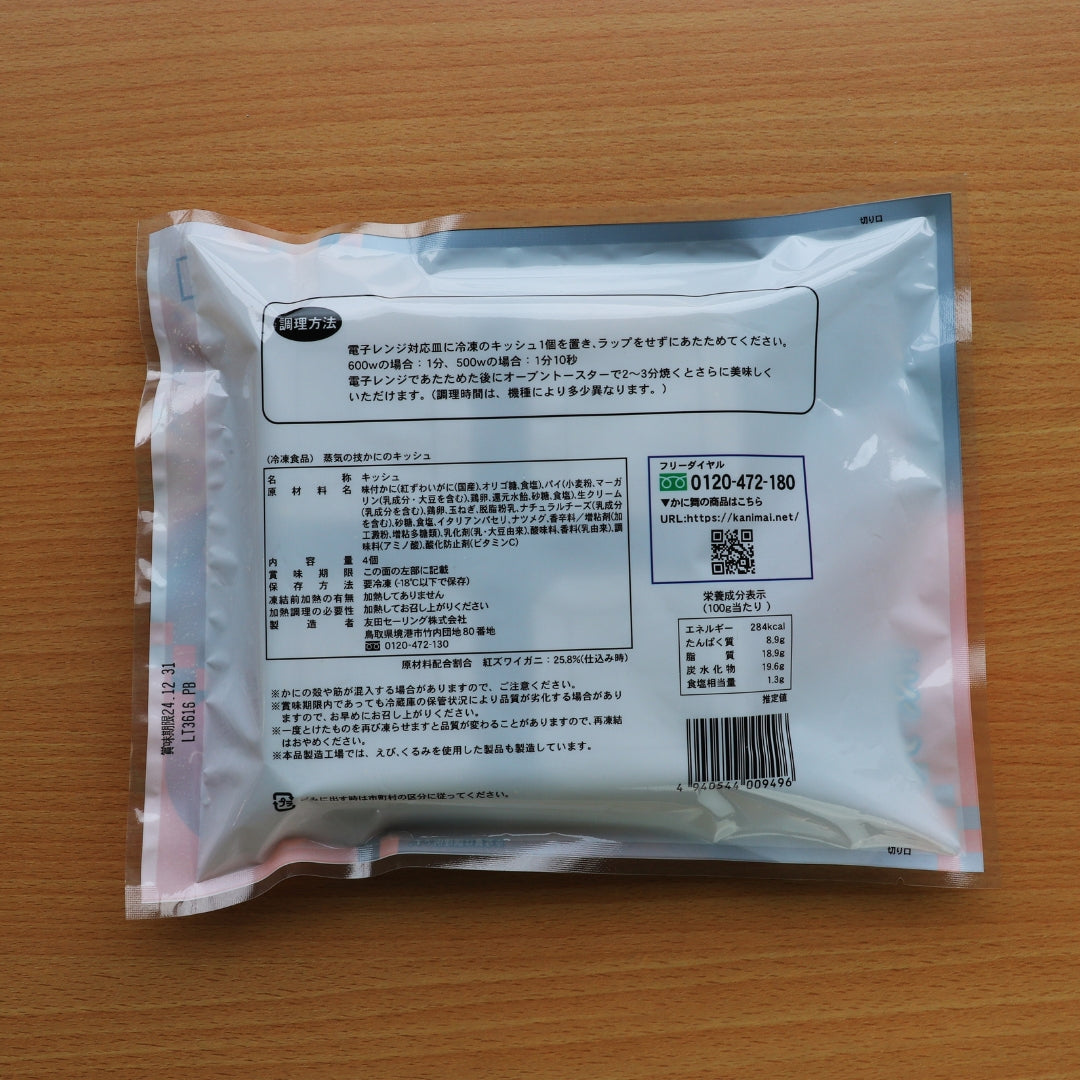 切り口
調理方法
電子レンジ対応皿に冷凍のキッシュ1個を置き、ラップをせずにあたためてください。
600wの場合:1分、500wの場合:1分10秒
電子レンジであたためた後にオーブントースターで2〜3分焼くとさらに美味しく
いただけます。(調理時間は、機種により多少異なります。)
(冷凍食品) 蒸気の技かにのキッシュ
名称 キッシュ
原材料名 味付かに(紅ずわいがに(国産)、オリゴ糖、食塩)、パイ(小麦粉、マーガ
リン(乳成分・大豆を含む)、鶏卵、還元水飴、砂糖、食塩)、生クリーム
(乳成分を含む)、鶏卵、玉ねぎ、脱脂粉乳、ナチュラルチーズ(乳成分
を含む)、砂糖、食塩、イタリアンパセリ、ナツメグ、香辛料/増粘剤(加
工澱粉、増粘多糖類)、乳化剤(乳・大豆由来)、酸味料、香料(乳由来)、調
味料(アミノ酸)、酸化防止剤(ビタミンC)
内容量 4個
賞味期限 この面の左部に記載
保存方法 要冷凍(-18℃以下で保存)
凍結前加熱の有無 加熱してありません
加熱調理の必要性 加熱してお召し上がりください
製造者 友田セーリング株式会社
鳥取県境港市竹内団地80番地
0120-472-130
原材料配合割合 紅ズワイガニ:25.8%(仕込み時)
※かにの殻や筋が混入する場合がありますので、ご注意ください。
※賞味期限内であっても冷蔵庫の保管状況により品質が劣化する場合があり
ますので、お早めにお召し上がりください。
※一度とけたものを再び凍らせますと品質が変わることがありますので、再凍結
はおやめください。
※本品製造工場では、えび、くるみを使用した製品も製造しています。
プラ ごみに出す時は市町村の区分に従ってください。
フリーダイヤル
0120-472-180
▼かに舞の商品はこちら
URL:https://kanimai.net/
栄養成分表示
(100g当たり)
エネルギー 284kcal
たんぱく質 8.9g
脂質 18.9g
炭水化物 19.6g
食塩相当量 1.3g
推定値
4 940544 009496
切り口
賞味期限24.12.31
LT3616 PB